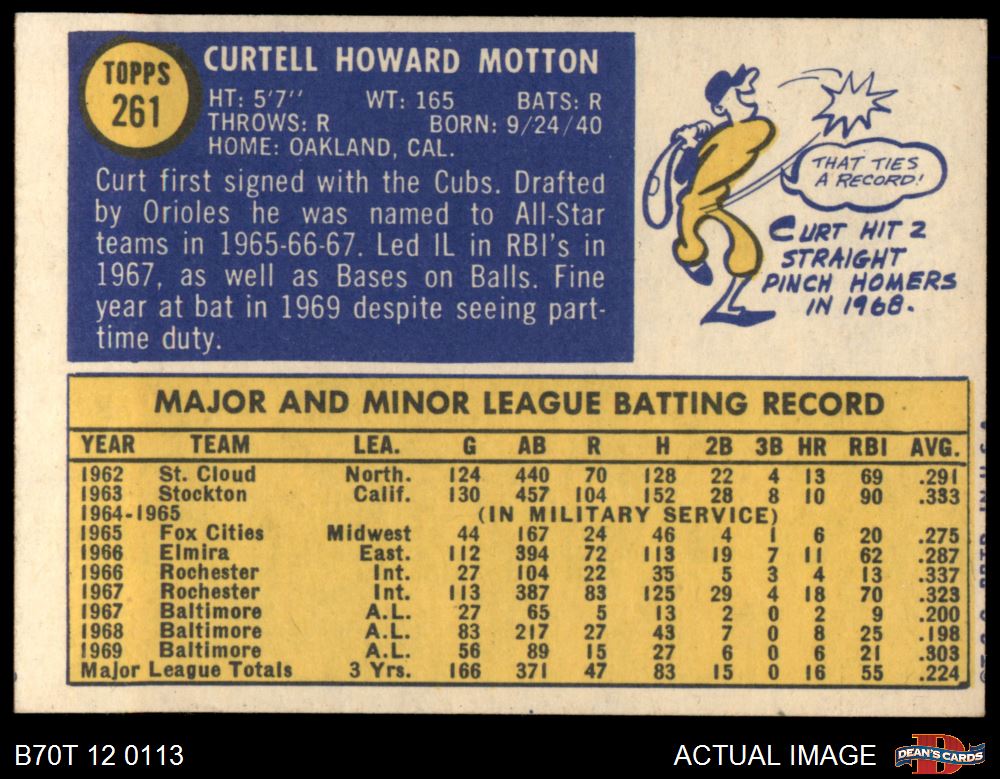 TOPPS
261
CURTELL HOWARD MOTTON
HT: 5'7" WT: 165 BATS: R
THROWS: R BORN: 9/24/40
HOME: OAKLAND, CAL.
Curt first signed with the Cubs. Drafted
by Orioles he was named to All-Star
teams in 1965-66-67. Led IL in RBI's in
1967, as well as Bases on Balls. Fine
year at bat in 1969 despite seeing part-
time duty.
THAT TIES
A RECORD!
CURT HIT 2
STRAIGHT
PINCH HOMERS
IN 1968.
MAJOR AND MINOR LEAGUE BATTING RECORD
YEAR TEAM LEA. G AB R H 2B 3B HR RBI AVG.
1962 St. Cloud North. 124 440 70 128 22 4 13 69 .291
1963 Stockton Calif. 130 457 104 152 28 8 10 90 .333
1964-1965 (IN MILITARY SERVICE)
1965 Fox Cities Midwest 44 167 24 46 4 1 6 20 .275
1966 Elmira East. 112 394 72 113 19 7 11 62 .287
1966 Rochester Int. 27 104 22 35 5 3 4 13 .337
1967 Rochester Int. 113 387 83 125 29 4 18 70 .323
1967 Baltimore A.L. 27 65 5 13 2 0 2 9 .200
1968 Baltimore A.L. 83 217 27 43 7 0 8 25 .198
1969 Baltimore A.L. 56 89 15 27 6 0 6 21 .303
Major League Totals 3 Yrs. 166 371 47 83 15 0 16 55 .224
B70T 12 0113
ACTUAL IMAGE
DEAN'S CARDS